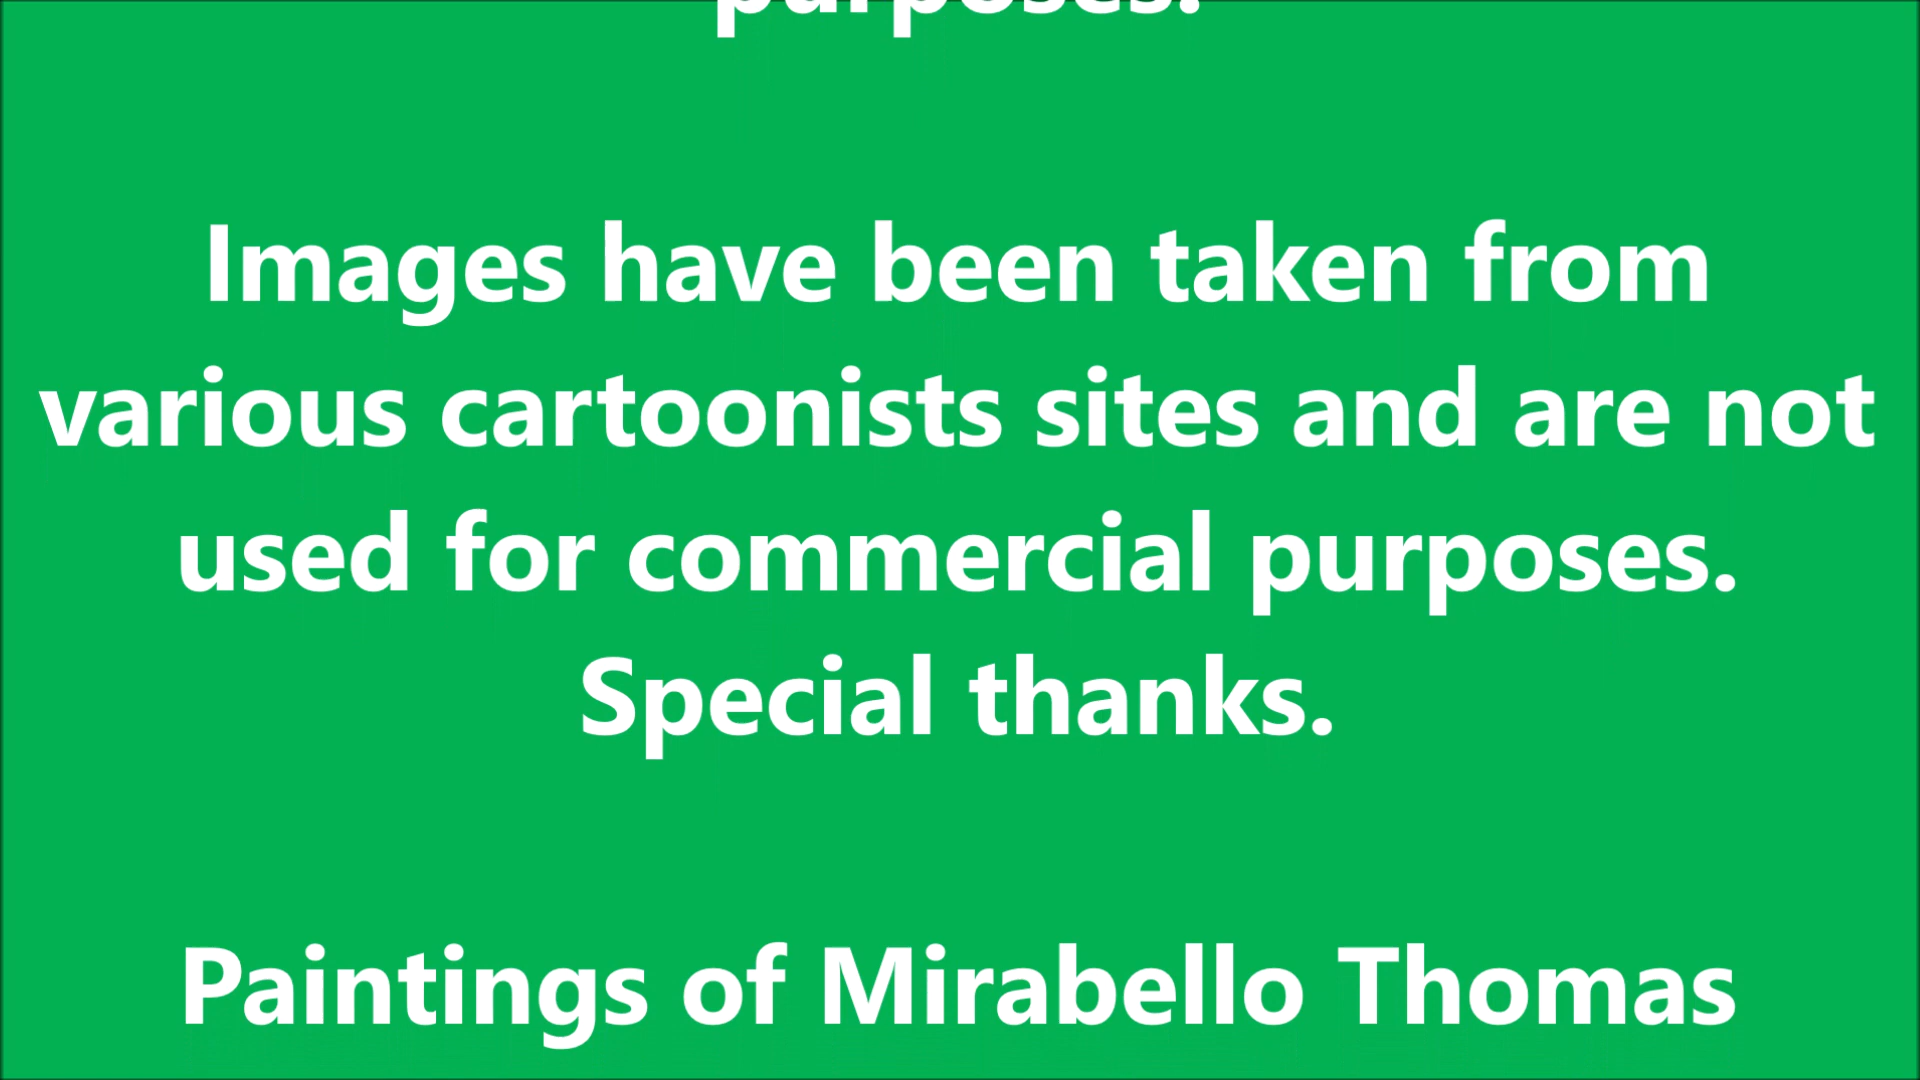 purposes.
Images have been taken from
various cartoonists sites and are not
used for commercial purposes.
Special thanks.
Paintings of Mirabello Thomas